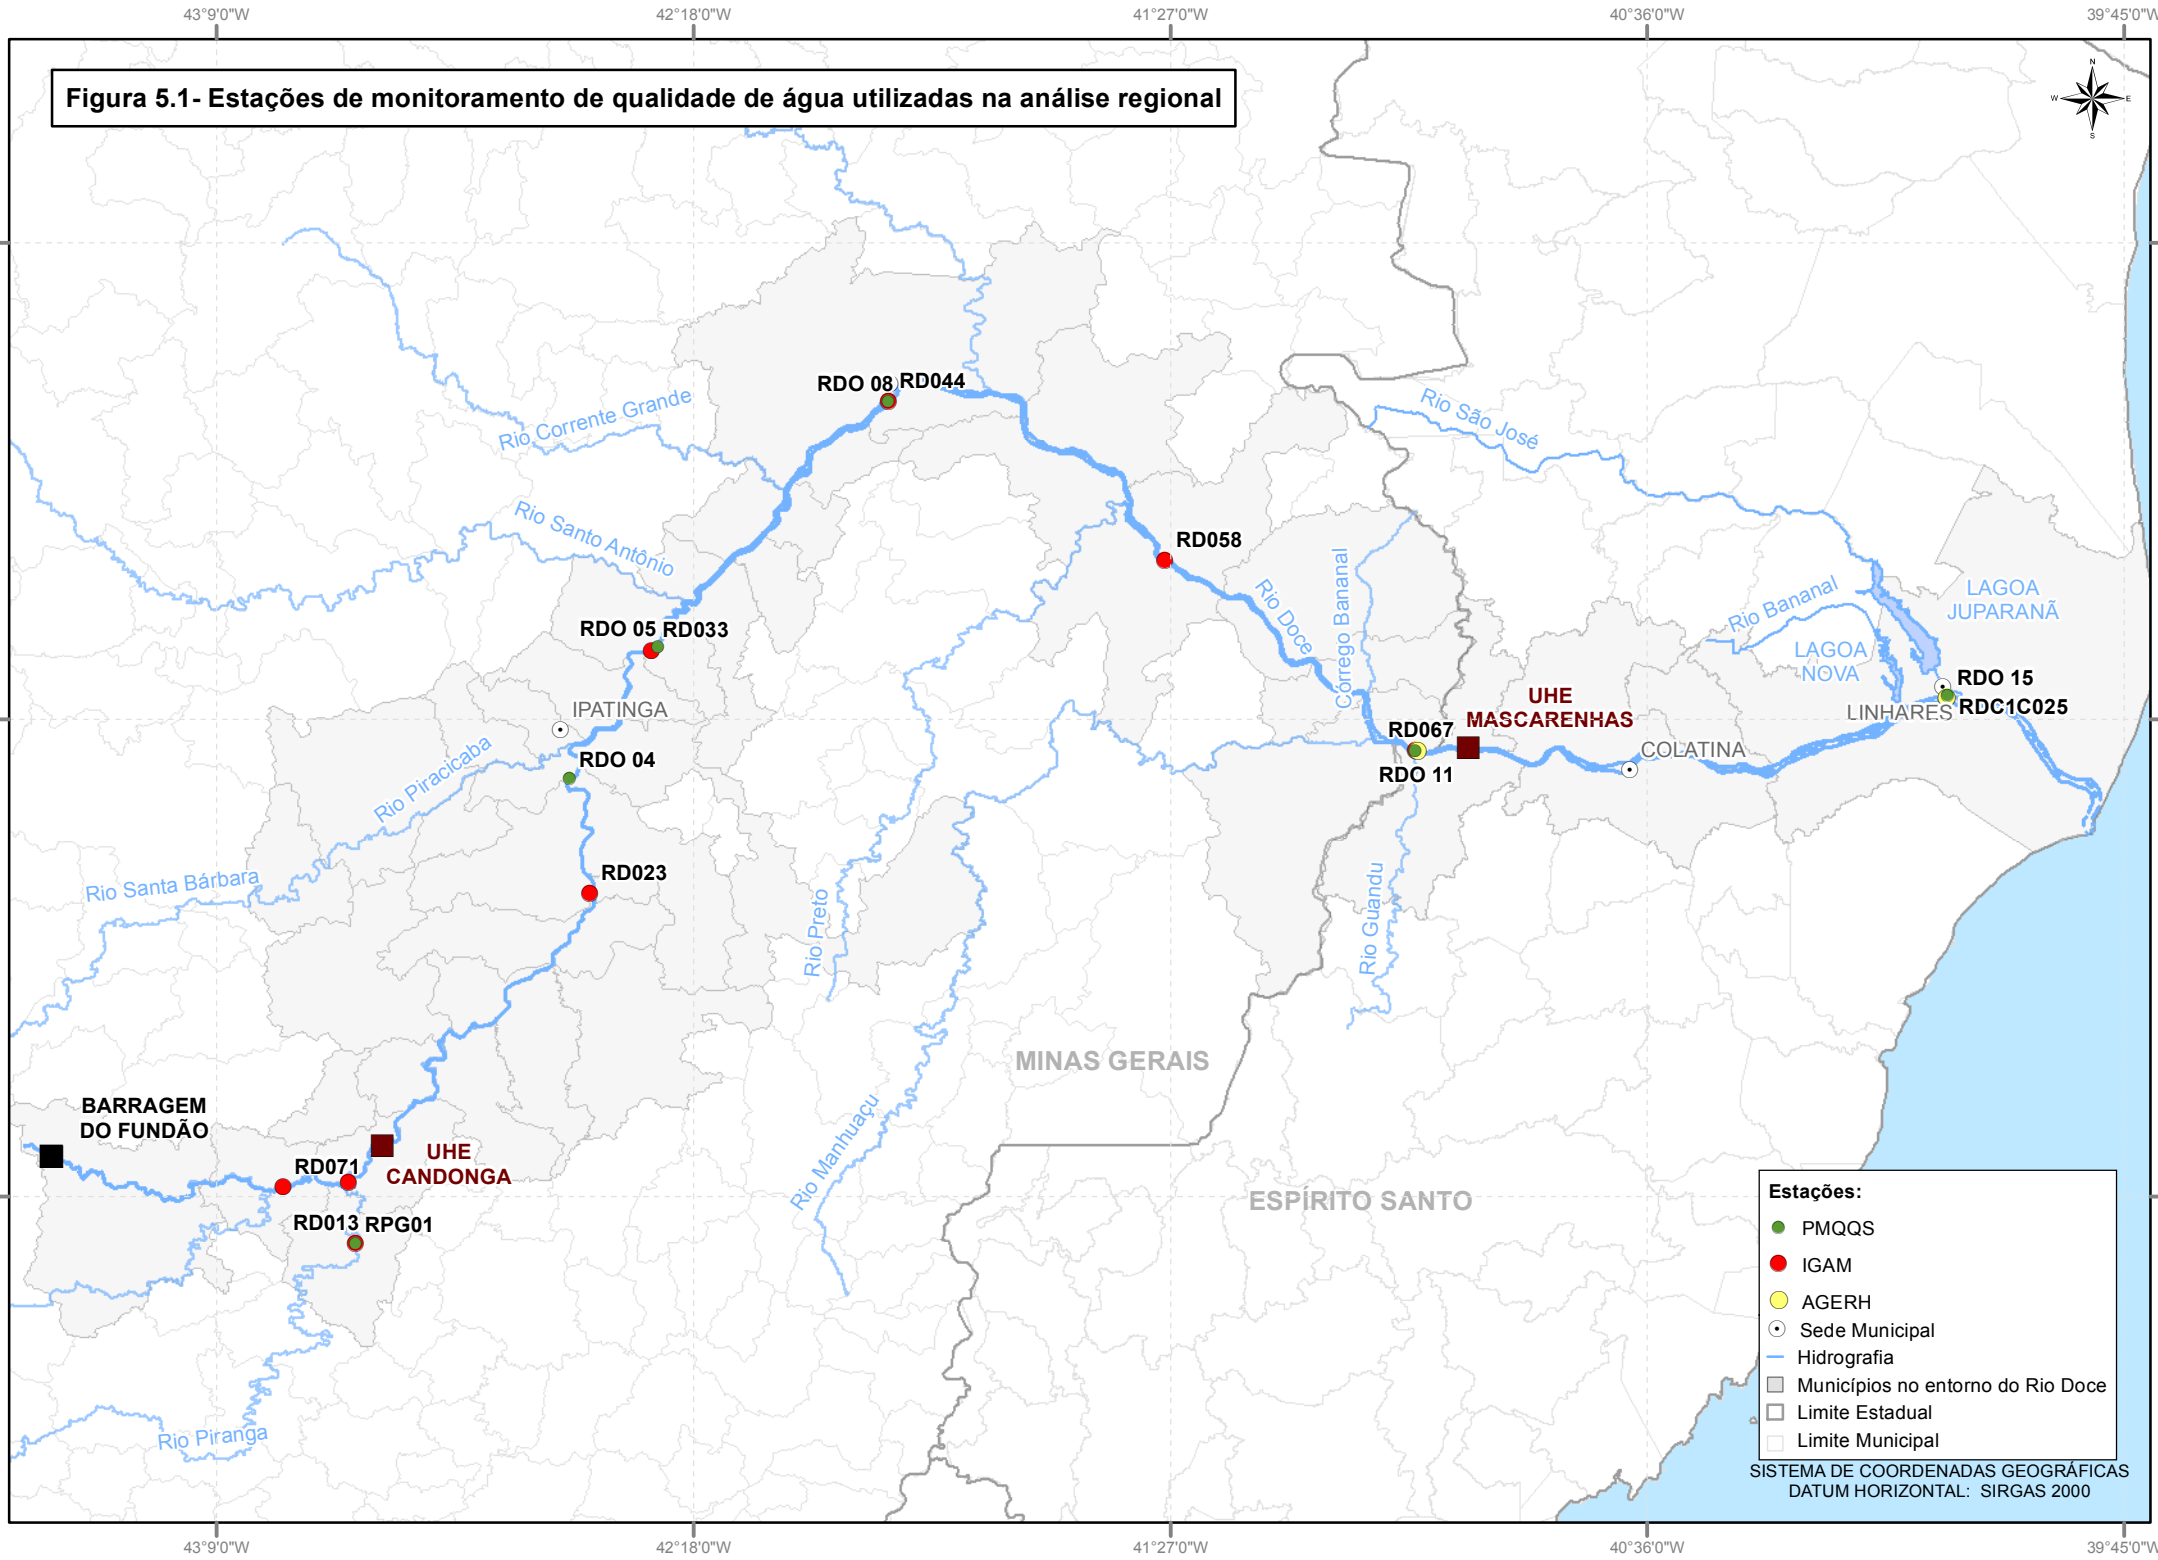 43°9'0"W
42°18'0"W
41°27'0"W
40°36'0"W
39°45'0"W
Figura 5.1- Estações de monitoramento de qualidade de água utilizadas na análise regional
N
W
E
S
RDO 08
RD044
Rio Corrente Grande
Rio São José
Rio Santo Antônio
RD058
Rio Doce
Córrego Bananal
Rio Bananal
LAGOA
JUPARANÃ
LAGOA
NOVA
RDO 05
RD033
IPATINGA
RDO 15
RDC1C025
LINHARES
UHE
MASCARENHAS
RD067
RDO 11
COLATINA
RDO 04
Rio Piracicaba
RD023
Rio Santa Bárbara
Rio Preto
Rio Guandu
MINAS GERAIS
BARRAGEM
DO FUNDÃO
RD071
UHE
CANDONGA
Rio Manhuaçu
ESPÍRITO SANTO
RD013
RPG01
Rio Piranga
Estações:
PMQQS
IGAM
AGERH
Sede Municipal
Hidrografia
Municípios no entorno do Rio Doce
Limite Estadual
Limite Municipal
SISTEMA DE COORDENADAS GEOGRÁFICAS
DATUM HORIZONTAL: SIRGAS 2000
43°9'0"W
42°18'0"W
41°27'0"W
40°36'0"W
39°45'0"W